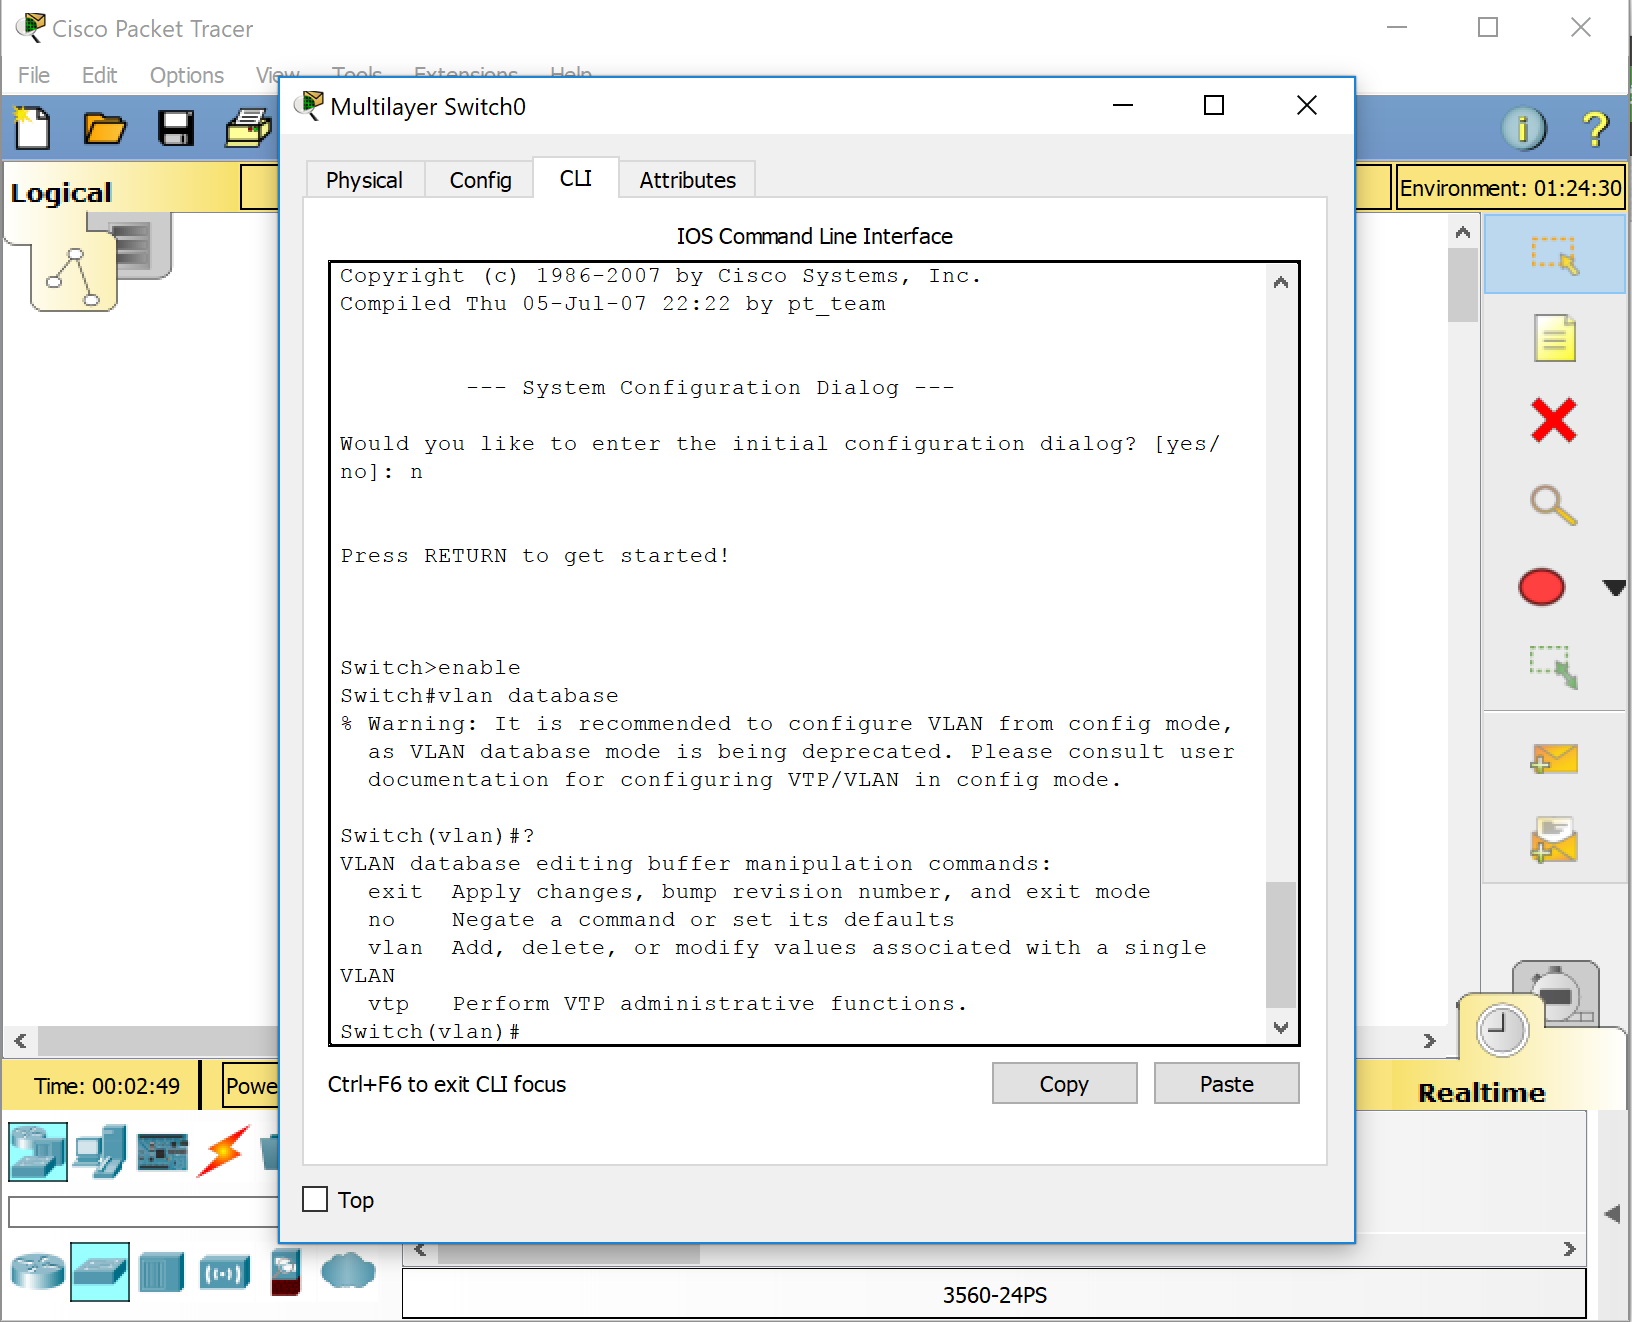 Cisco Packet Tracer
File Edit Options View Tools Extensions Help
Multilayer Switch0
Logical
Environment: 01:24:30
Physical Config CLI Attributes
IOS Command Line Interface
Copyright (c) 1986-2007 by Cisco Systems, Inc.
Compiled Thu 05-Jul-07 22:22 by pt_team
--- System Configuration Dialog ---
Would you like to enter the initial configuration dialog? [yes/
no]: n
Press RETURN to get started!
Switch>enable
Switch#vlan database
% Warning: It is recommended to configure VLAN from config mode,
as VLAN database mode is being deprecated. Please consult user
documentation for configuring VTP/VLAN in config mode.
Switch(vlan)#?
VLAN database editing buffer manipulation commands:
exit Apply changes, bump revision number, and exit mode
no Negate a command or set its defaults
vlan Add, delete, or modify values associated with a single
VLAN
vtp Perform VTP administrative functions.
Switch(vlan)#
Ctrl+F6 to exit CLI focus
Copy Paste
Time: 00:02:49 Powe
Realtime
Top
3560-24PS